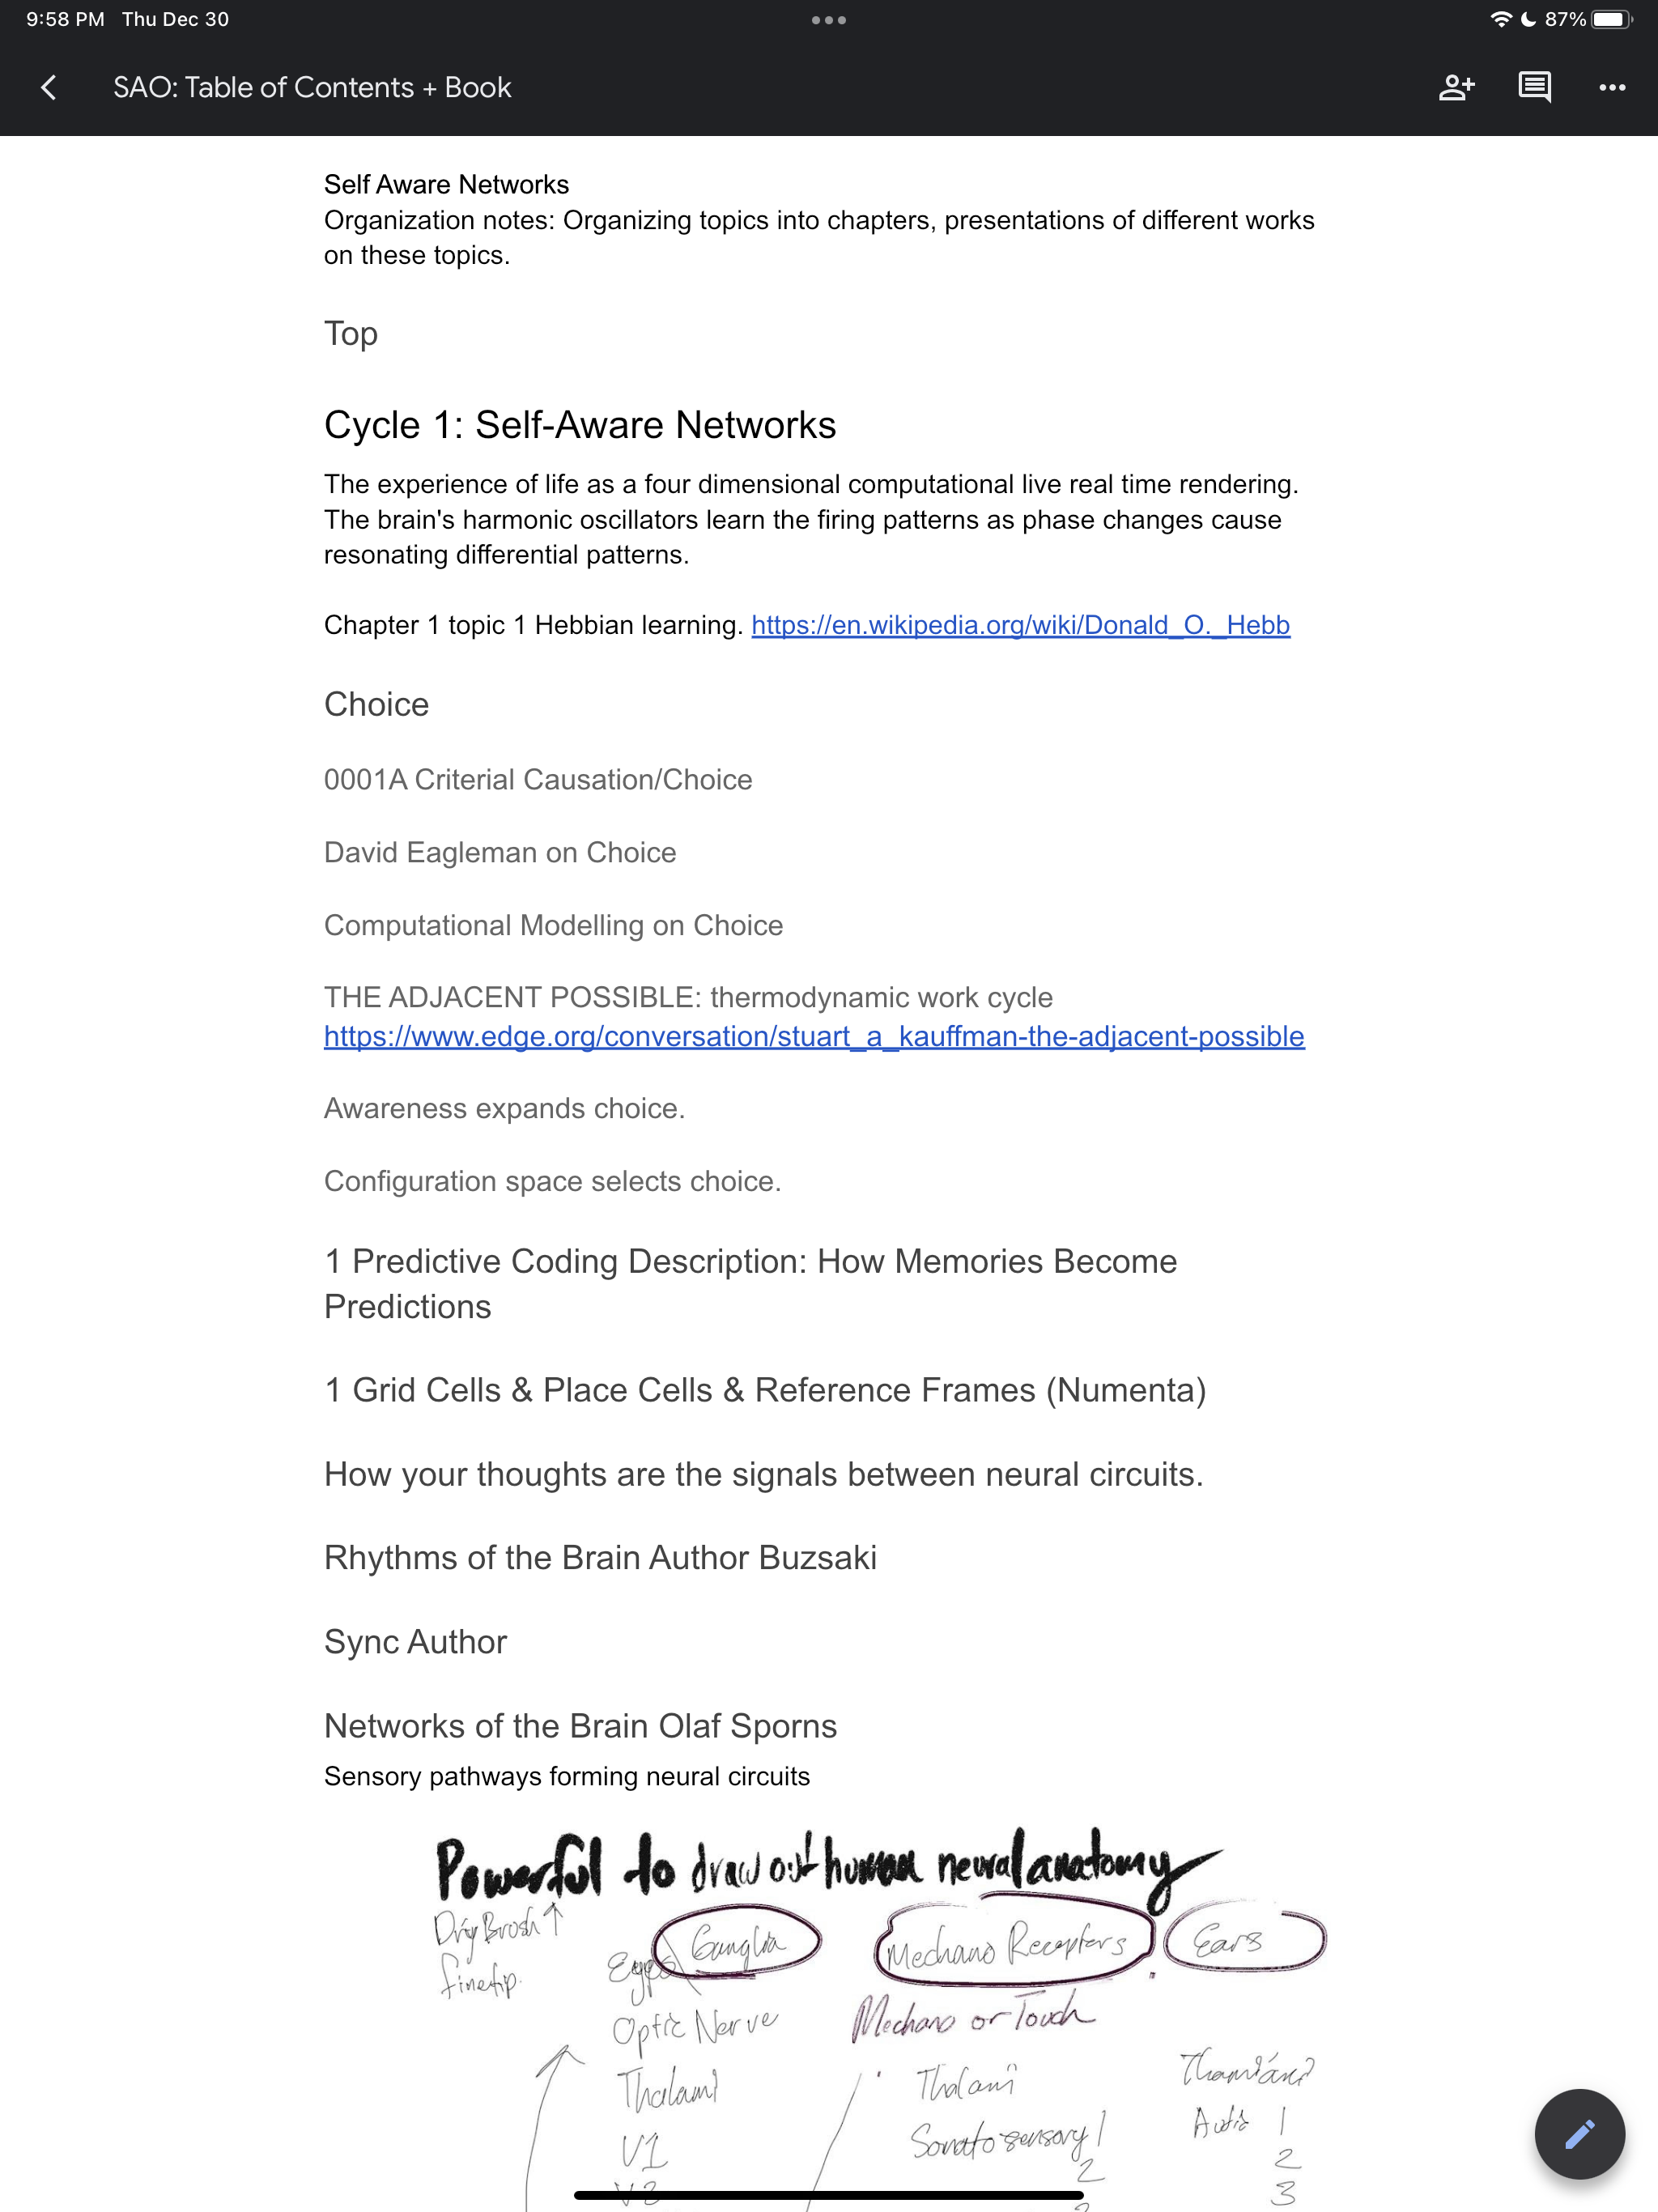 9:58 PM Thu Dec 30
87%
SAO: Table of Contents + Book
Self Aware Networks
Organization notes: Organizing topics into chapters, presentations of different works
on these topics.
Top
Cycle 1: Self-Aware Networks
The experience of life as a four dimensional computational live real time rendering.
The brain's harmonic oscillators learn the firing patterns as phase changes cause
resonating differential patterns.
Chapter 1 topic 1 Hebbian learning. https://en.wikipedia.org/wiki/Donald_O._Hebb
Choice
0001A Criterial Causation/Choice
David Eagleman on Choice
Computational Modelling on Choice
THE ADJACENT POSSIBLE: thermodynamic work cycle
https://www.edge.org/conversation/stuart_a_kauffman-the-adjacent-possible
Awareness expands choice.
Configuration space selects choice.
1 Predictive Coding Description: How Memories Become
Predictions
1 Grid Cells & Place Cells & Reference Frames (Numenta)
How your thoughts are the signals between neural circuits.
Rhythms of the Brain Author Buzsaki
Sync Author
Networks of the Brain Olaf Sporns
Sensory pathways forming neural circuits
Powerful to draw out human neural anatomy
Dry Brush
finetip.
Eyes Ganglia Mechano Receptors Ears
Optic Nerve Mechano or Touch
Thalami Thalami
V1 Somatosensory 1 1
2 2
3